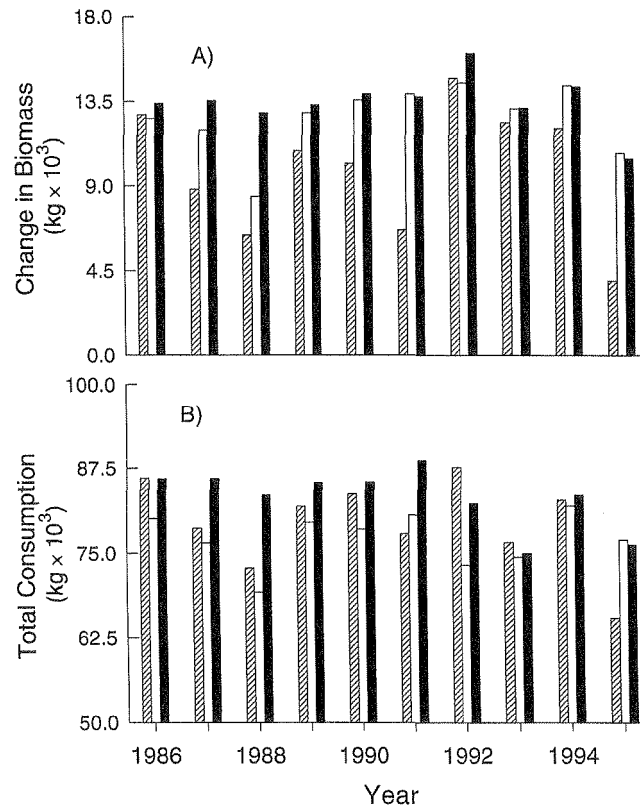 18.0
A)
13.5
9.0
4.5
0.0
Change in Biomass
(kg × 10³)
100.0
B)
87.5
75.0
62.5
50.0
Total Consumption
(kg × 10³)
1986 1988 1990 1992 1994
Year